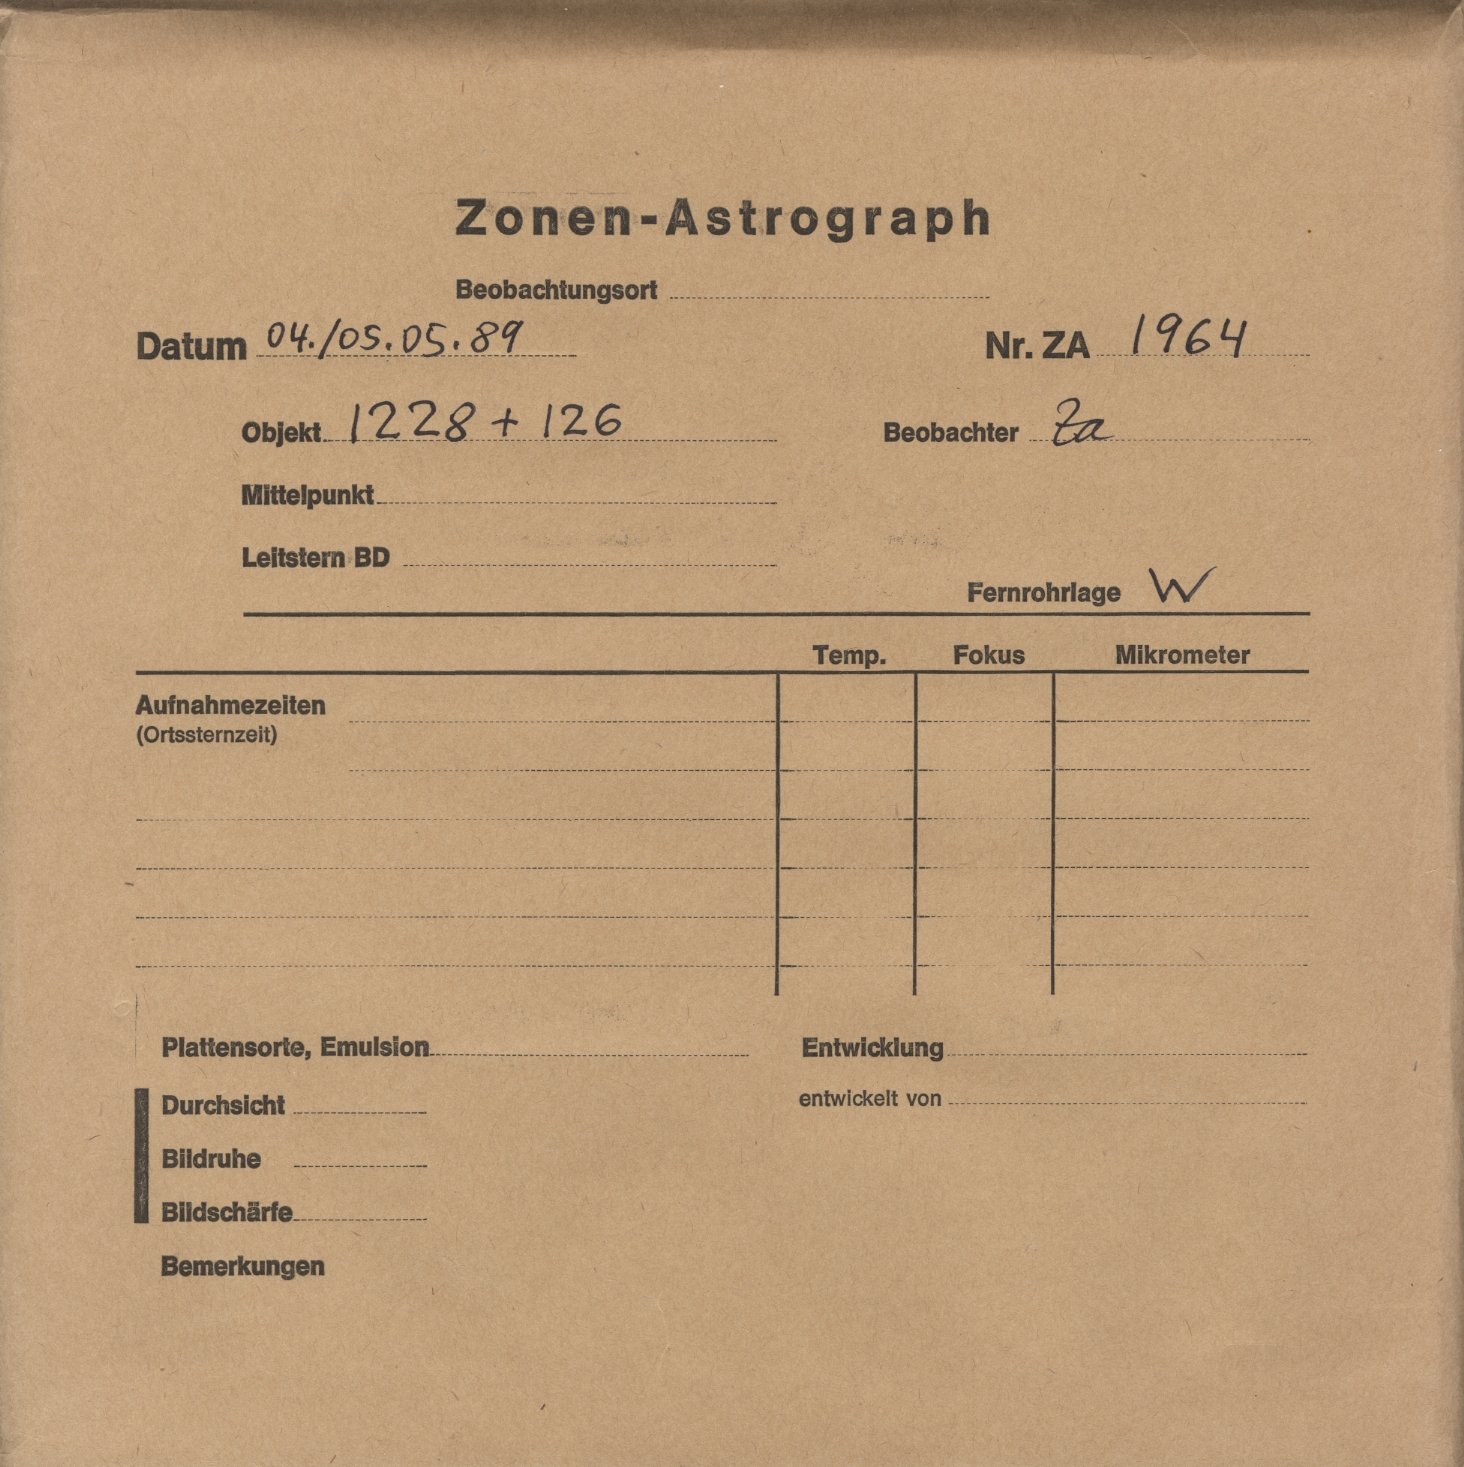 Zonen-Astrograph
Beobachtungsort
Datum 04./05.05.89 Nr. ZA 1964
Objekt 1228 + 126 Beobachter Za
Mittelpunkt
Leitstern BD
Fernrohrlage W
Temp. Fokus Mikrometer
Aufnahmezeiten
(Ortssternzeit)
Plattensorte, Emulsion Entwicklung
Durchsicht entwickelt von
Bildruhe
Bildschärfe
Bemerkungen